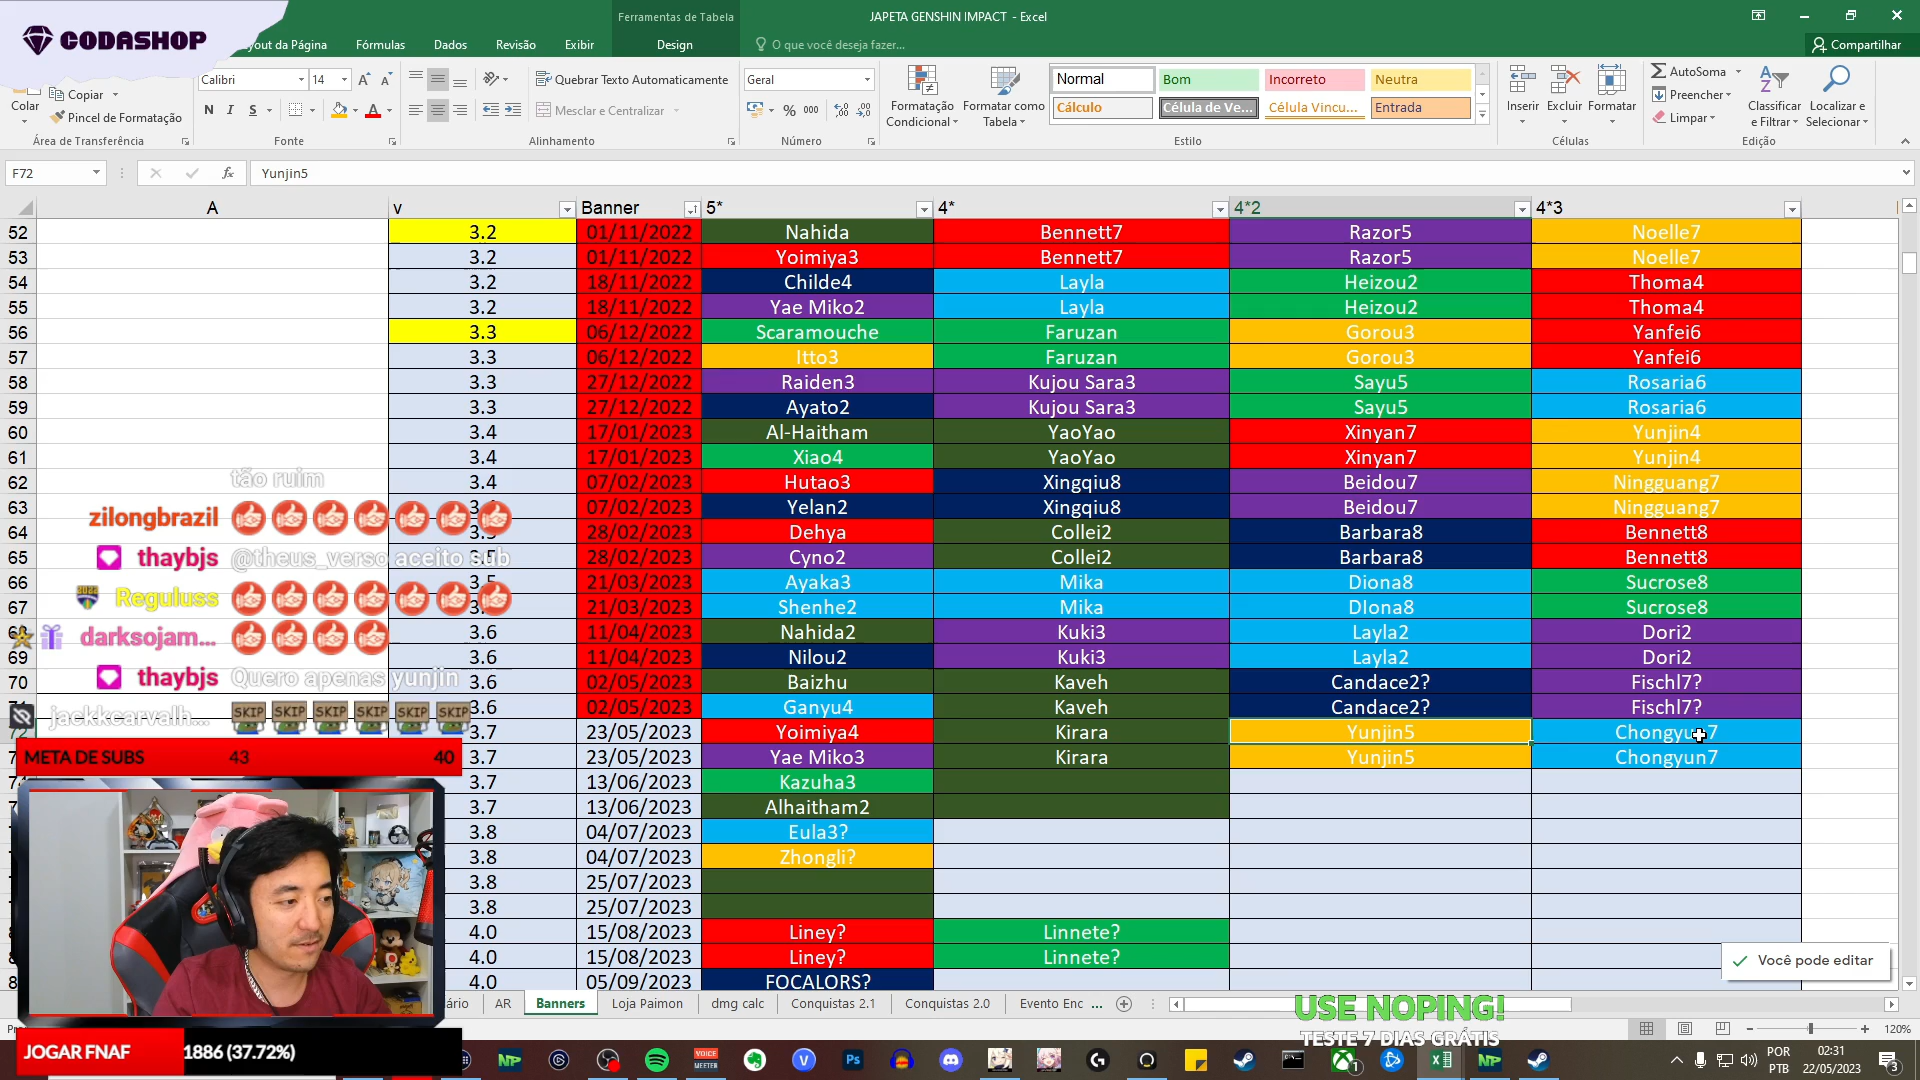 CODASHOP
Ferramentas de Tabela
JAPETA GENSHIN IMPACT - Excel
yout da Página Fórmulas Dados Revisão Exibir Design O que você deseja fazer... Compartilhar
Colar
Copiar
Pincel de Formatação
Área de Transferência
Calibri 14
N I S
Fonte
Quebrar Texto Automaticamente
Mesclar e Centralizar
Alinhamento
Geral
% 000
Número
Formatação Condicional
Formatar como Tabela
Normal Bom Incorreto Neutra
Cálculo Célula de Ve... Célula Vincu... Entrada
Estilo
Inserir Excluir Formatar
Células
AutoSoma
Preencher
Limpar
Classificar e Filtrar
Localizar e Selecionar
Edição
F72 fx Yunjin5
A v Banner 5* 4* 4*2 4*3
52 3.2 01/11/2022 Nahida Bennett7 Razor5 Noelle7
53 3.2 01/11/2022 Yoimiya3 Bennett7 Razor5 Noelle7
54 3.2 18/11/2022 Childe4 Layla Heizou2 Thoma4
55 3.2 18/11/2022 Yae Miko2 Layla Heizou2 Thoma4
56 3.3 06/12/2022 Scaramouche Faruzan Gorou3 Yanfei6
57 3.3 06/12/2022 Itto3 Faruzan Gorou3 Yanfei6
58 3.3 27/12/2022 Raiden3 Kujou Sara3 Sayu5 Rosaria6
59 3.3 27/12/2022 Ayato2 Kujou Sara3 Sayu5 Rosaria6
60 3.4 17/01/2023 Al-Haitham YaoYao Xinyan7 Yunjin4
61 3.4 17/01/2023 Xiao4 YaoYao Xinyan7 Yunjin4
62 3.4 07/02/2023 Hutao3 Xingqiu8 Beidou7 Ningguang7
63 07/02/2023 Yelan2 Xingqiu8 Beidou7 Ningguang7
64 28/02/2023 Dehya Collei2 Barbara8 Bennett8
65 28/02/2023 Cyno2 Collei2 Barbara8 Bennett8
66 21/03/2023 Ayaka3 Mika Diona8 Sucrose8
67 21/03/2023 Shenhe2 Mika DIona8 Sucrose8
3.6 11/04/2023 Nahida2 Kuki3 Layla2 Dori2
69 3.6 11/04/2023 Nilou2 Kuki3 Layla2 Dori2
70 3.6 02/05/2023 Baizhu Kaveh Candace2? Fischl7?
3.6 02/05/2023 Ganyu4 Kaveh Candace2? Fischl7?
72 3.7 23/05/2023 Yoimiya4 Kirara Yunjin5 Chongyun7
3.7 23/05/2023 Yae Miko3 Kirara Yunjin5 Chongyun7
3.7 13/06/2023 Kazuha3
3.7 13/06/2023 Alhaitham2
3.8 04/07/2023 Eula3?
3.8 04/07/2023 Zhongli?
3.8 25/07/2023
3.8 25/07/2023
4.0 15/08/2023 Liney? Linnete?
4.0 15/08/2023 Liney? Linnete?
4.0 05/09/2023 FOCALORS?
tão ruim
zilongbrazil
thaybjs @theus_verso aceito sub
Reguluss
darksojam...
thaybjs Quero apenas yunjin
jackkcarvalh... SKIP SKIP SKIP SKIP SKIP SKIP
META DE SUBS 43 40
Você pode editar
ário AR Banners Loja Paimon dmg calc Conquistas 2.1 Conquistas 2.0 Evento Enc ...
USE NOPING!
TESTE 7 DIAS GRÁTIS
120%
JOGAR FNAF 1886 (37.72%)
NP VOICE MEETER V Ps NP
POR
PTB
02:31
22/05/2023
3